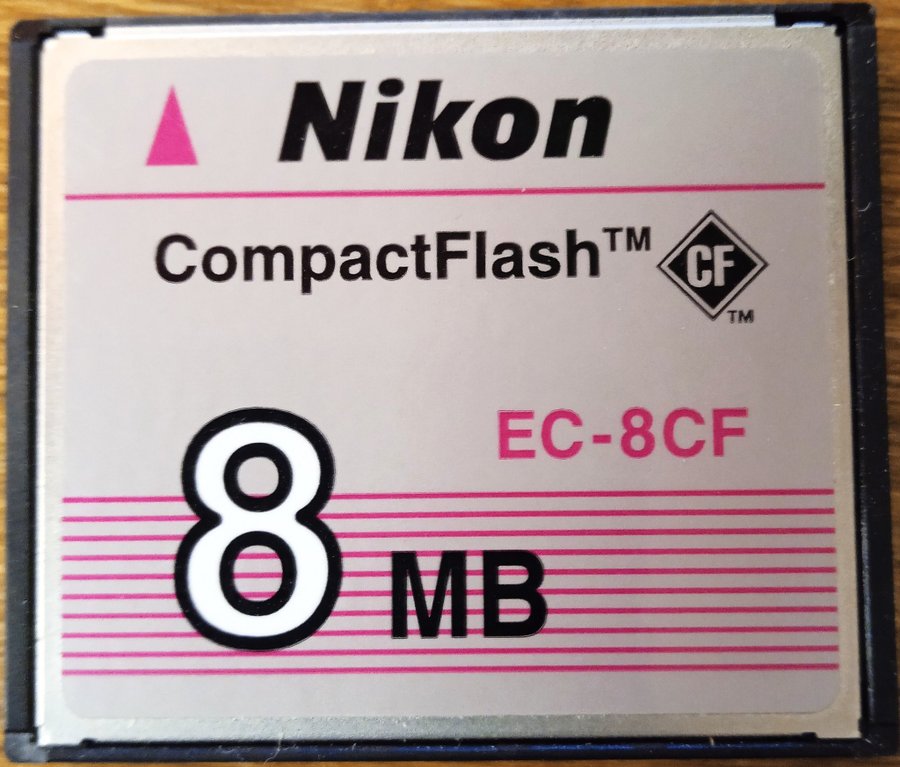 Nikon
CompactFlash™
CF
™
EC-8CF
8 MB